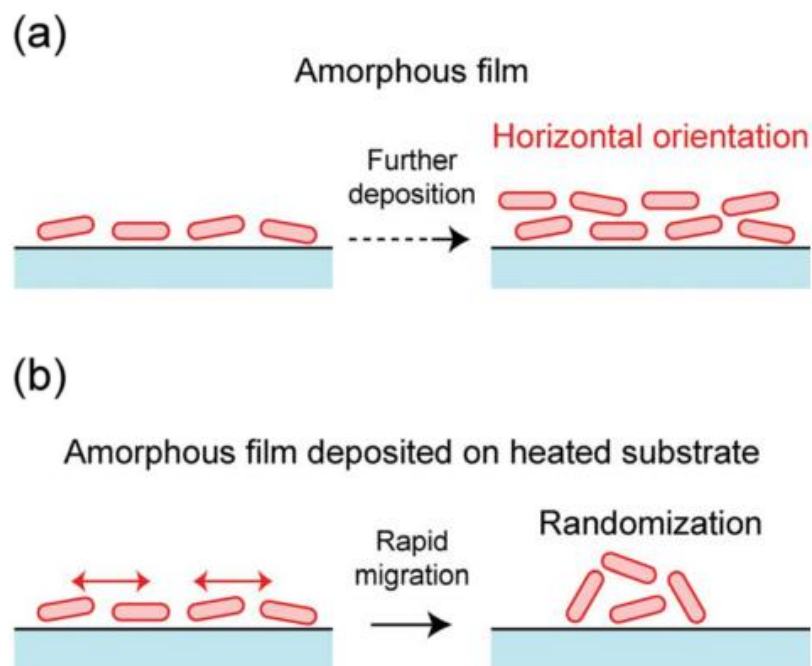 (a)
Amorphous film
Further
deposition
Horizontal orientation
(b)
Amorphous film deposited on heated substrate
Rapid
migration
Randomization